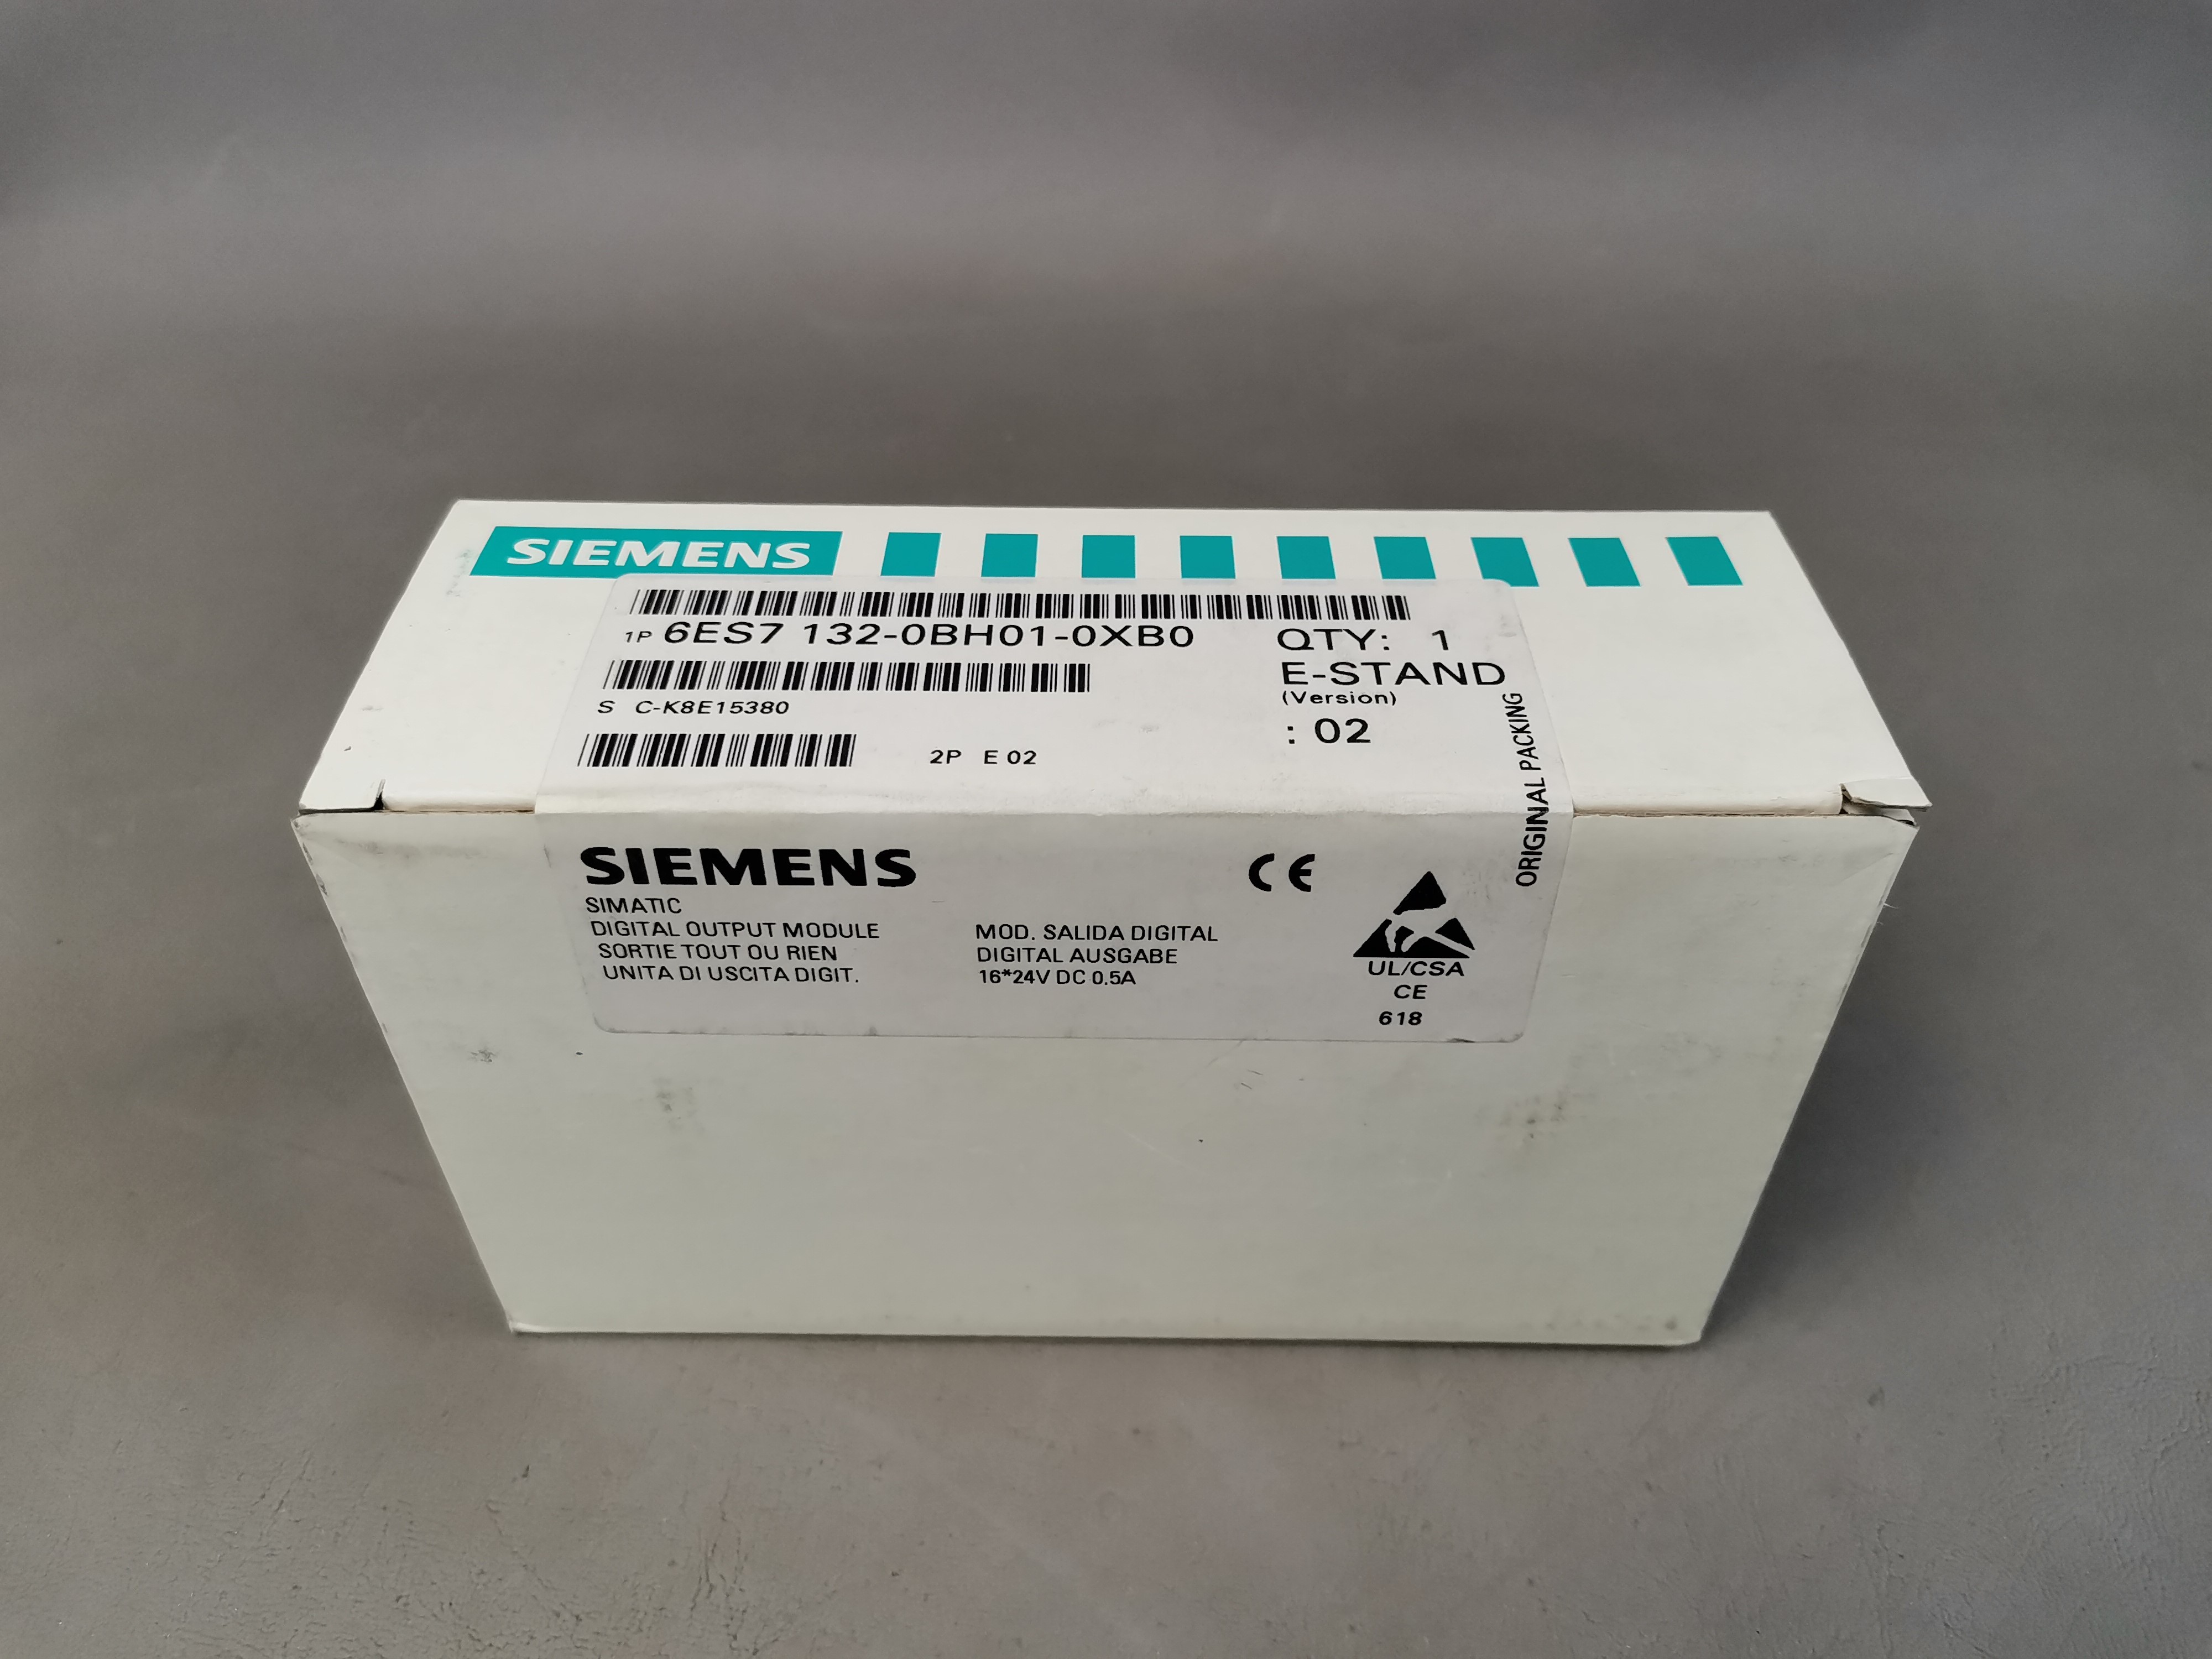 SIEMENS
1P 6ES7 132-0BH01-0XB0
QTY: 1
E-STAND
(Version)
: 02
S C-K8E15380
2P E 02
ORIGINAL PACKING
SIEMENS
SIMATIC
DIGITAL OUTPUT MODULE
SORTIE TOUT OU RIEN
UNITA DI USCITA DIGIT.
MOD. SALIDA DIGITAL
DIGITAL AUSGABE
16*24V DC 0.5A
CE
UL/CSA
CE
618